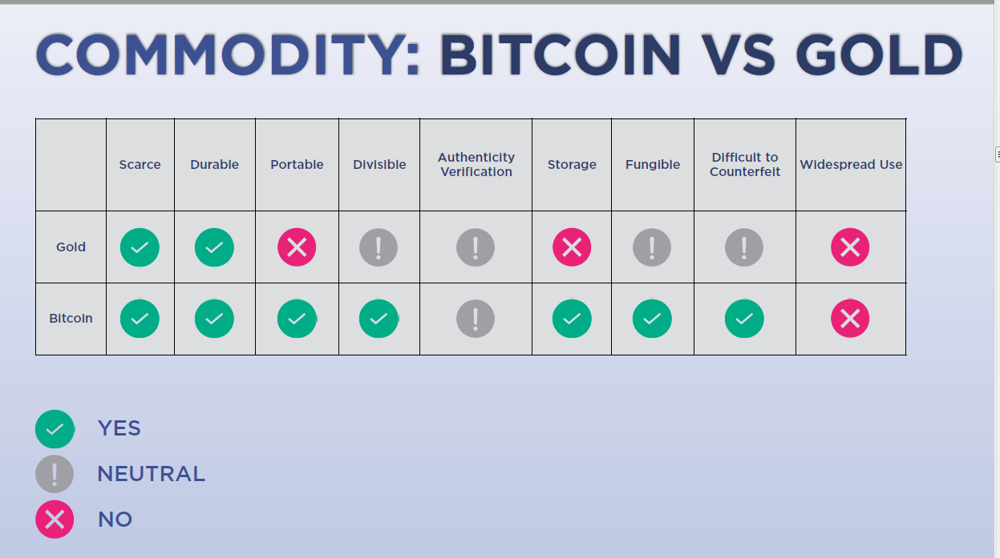 COMMODITY: BITCOIN VS GOLD
Scarce Durable Portable Divisible Authenticity Verification Storage Fungible Difficult to Counterfeit Widespread Use
Gold
Bitcoin
YES
NEUTRAL
NO